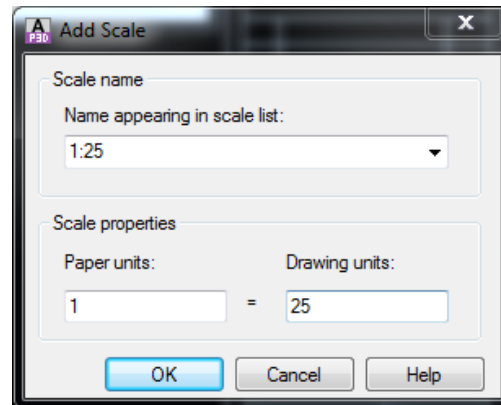 A
P3D
Add Scale
x
Scale name
Name appearing in scale list:
1:25
Scale properties
Paper units:
Drawing units:
1 = 25
OK Cancel Help